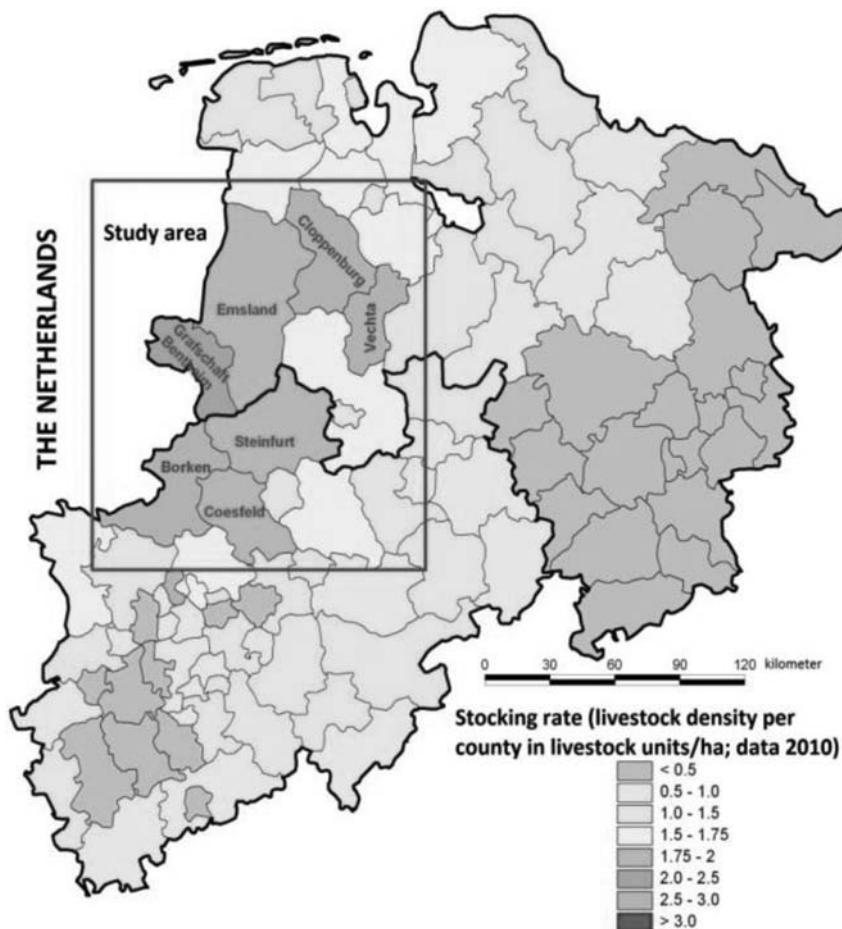 THE NETHERLANDS
Study area
Cloppenburg
Emsland
Vechta
Grafschaft
Bentheim
Steinfurt
Borken
Coesfeld
0 30 60 90 120 kilometer
Stocking rate (livestock density per
county in livestock units/ha; data 2010)
< 0.5
0.5 - 1.0
1.0 - 1.5
1.5 - 1.75
1.75 - 2
2.0 - 2.5
2.5 - 3.0
> 3.0